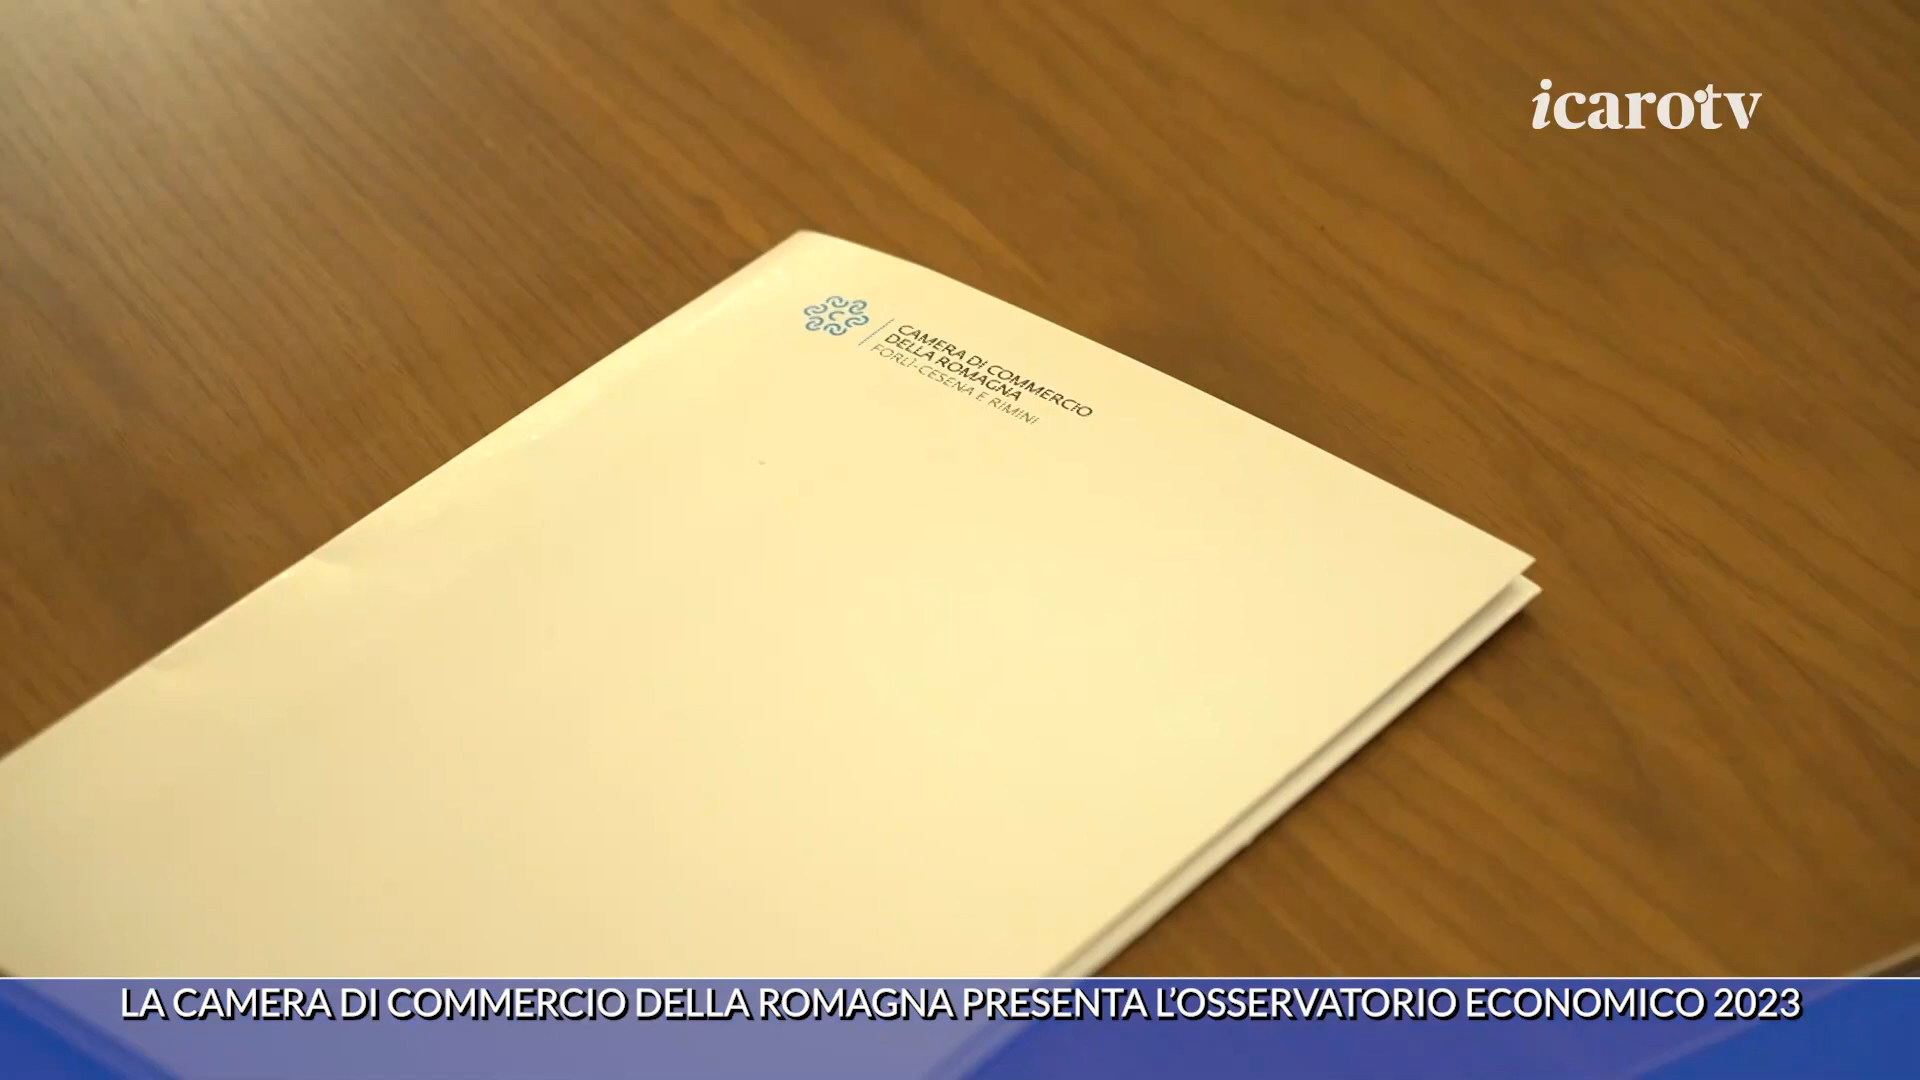 icarotv
CAMERA DI COMMERCIO
DELLA ROMAGNA
FORLÌ-CESENA E RIMINI
LA CAMERA DI COMMERCIO DELLA ROMAGNA PRESENTA L'OSSERVATORIO ECONOMICO 2023